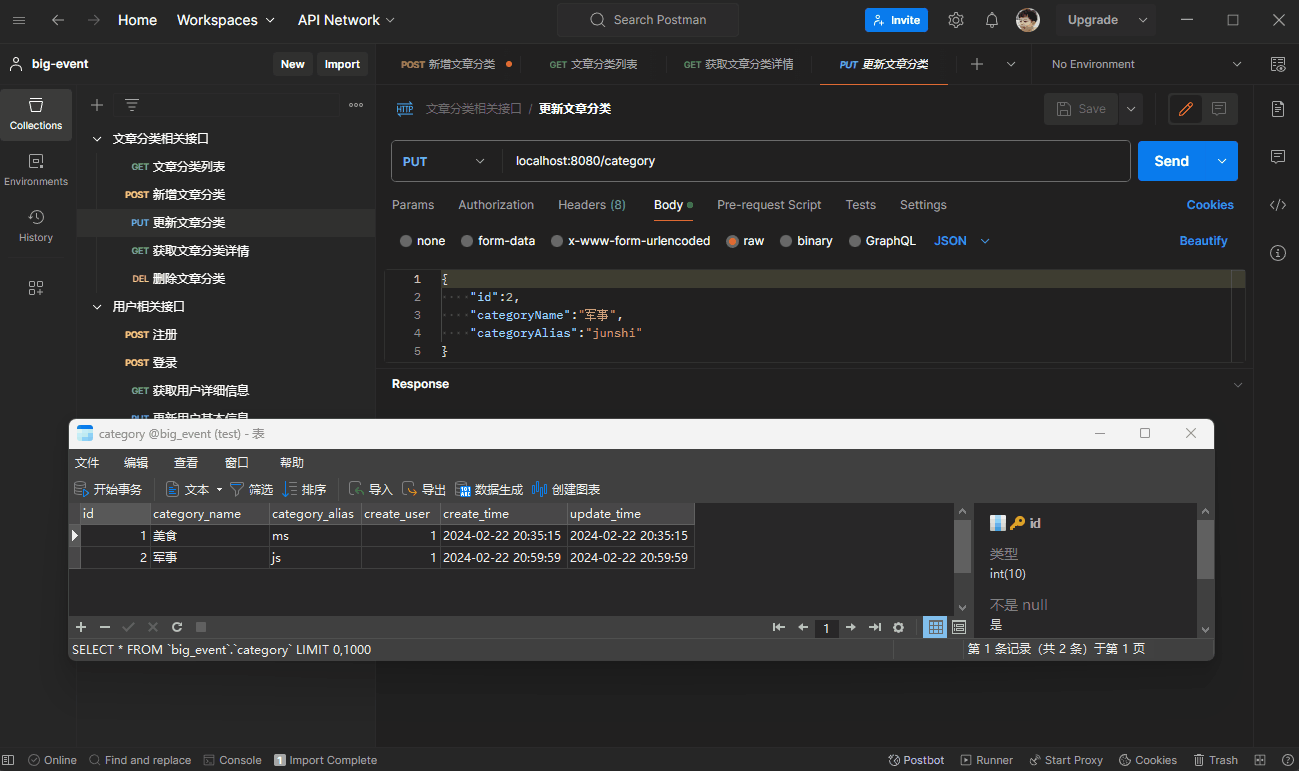 Home Workspaces API Network Search Postman Invite Upgrade
big-event New Import POST 新增文章分类 GET 文章分类列表 GET 获取文章分类详情 PUT 更新文章分类 No Environment
Collections
Environments
History
文章分类相关接口
GET 文章分类列表
POST 新增文章分类
PUT 更新文章分类
GET 获取文章分类详情
DEL 删除文章分类
用户相关接口
POST 注册
POST 登录
GET 获取用户详细信息
PUT 更新用户基本信息
HTTP 文章分类相关接口 / 更新文章分类 Save
PUT localhost:8080/category Send
Params Authorization Headers (8) Body Pre-request Script Tests Settings Cookies
none form-data x-www-form-urlencoded raw binary GraphQL JSON Beautify
1 {
2 "id":2,
3 "categoryName":"军事",
4 "categoryAlias":"junshi"
5 }
Response
category @big_event (test) - 表
文件 编辑 查看 窗口 帮助
开始事务 文本 筛选 排序 导入 导出 数据生成 创建图表
id category_name category_alias create_user create_time update_time
1 美食 ms 1 2024-02-22 20:35:15 2024-02-22 20:35:15
2 军事 js 1 2024-02-22 20:59:59 2024-02-22 20:59:59
id
类型
int(10)
不是 null
是
1
SELECT * FROM `big_event`.`category` LIMIT 0,1000 第 1 条记录（共 2 条）于第 1 页
Online Find and replace Console 1 Import Complete Postbot Runner Start Proxy Cookies Trash